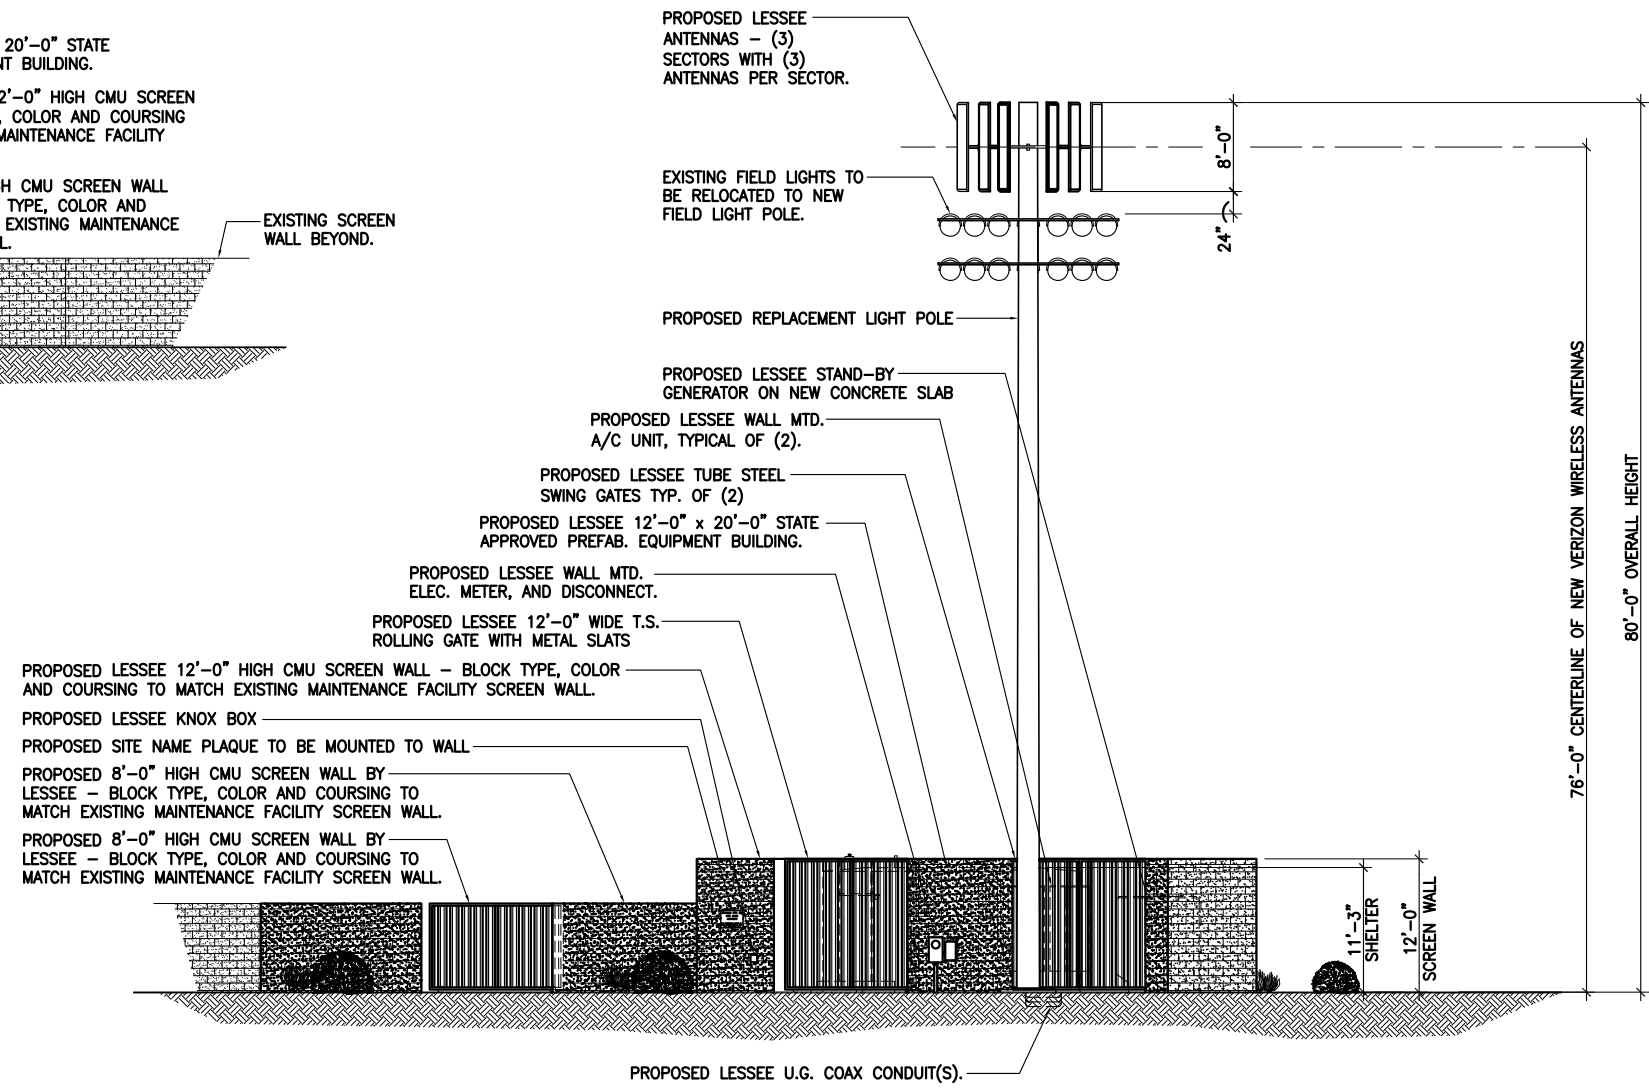 20'-0" STATE
BUILDING.
HIGH CMU SCREEN
COLOR AND COURSING
MAINTENANCE FACILITY
CMU SCREEN WALL
TYPE, COLOR AND
EXISTING MAINTENANCE
EXISTING SCREEN
WALL BEYOND.
PROPOSED LESSEE
ANTENNAS – (3)
SECTORS WITH (3)
ANTENNAS PER SECTOR.
8'-0"
EXISTING FIELD LIGHTS TO
BE RELOCATED TO NEW
FIELD LIGHT POLE.
24"
PROPOSED REPLACEMENT LIGHT POLE
PROPOSED LESSEE STAND-BY
GENERATOR ON NEW CONCRETE SLAB
PROPOSED LESSEE WALL MTD.
A/C UNIT, TYPICAL OF (2).
PROPOSED LESSEE TUBE STEEL
SWING GATES TYP. OF (2)
PROPOSED LESSEE 12'-0" x 20'-0" STATE
APPROVED PREFAB. EQUIPMENT BUILDING.
PROPOSED LESSEE WALL MTD.
ELEC. METER, AND DISCONNECT.
PROPOSED LESSEE 12'-0" WIDE T.S.
ROLLING GATE WITH METAL SLATS
PROPOSED LESSEE 12'-0" HIGH CMU SCREEN WALL – BLOCK TYPE, COLOR
AND COURSING TO MATCH EXISTING MAINTENANCE FACILITY SCREEN WALL.
PROPOSED LESSEE KNOX BOX
PROPOSED SITE NAME PLAQUE TO BE MOUNTED TO WALL
PROPOSED 8'-0" HIGH CMU SCREEN WALL BY
LESSEE – BLOCK TYPE, COLOR AND COURSING TO
MATCH EXISTING MAINTENANCE FACILITY SCREEN WALL.
PROPOSED 8'-0" HIGH CMU SCREEN WALL BY
LESSEE – BLOCK TYPE, COLOR AND COURSING TO
MATCH EXISTING MAINTENANCE FACILITY SCREEN WALL.
76'-0" CENTERLINE OF NEW VERIZON WIRELESS ANTENNAS
80'-0" OVERALL HEIGHT
11'-3"
SHELTER
12'-0"
SCREEN WALL
PROPOSED LESSEE U.G. COAX CONDUIT(S).